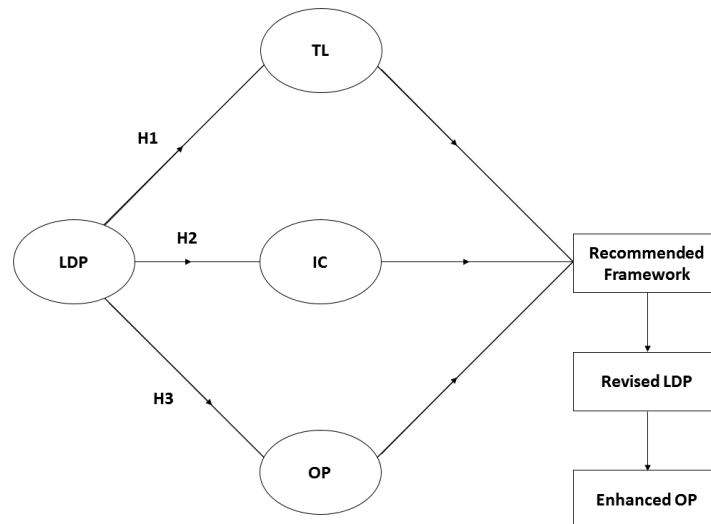 TL
H1
H2
LDP
IC
Recommended
Framework
Revised LDP
H3
OP
Enhanced OP